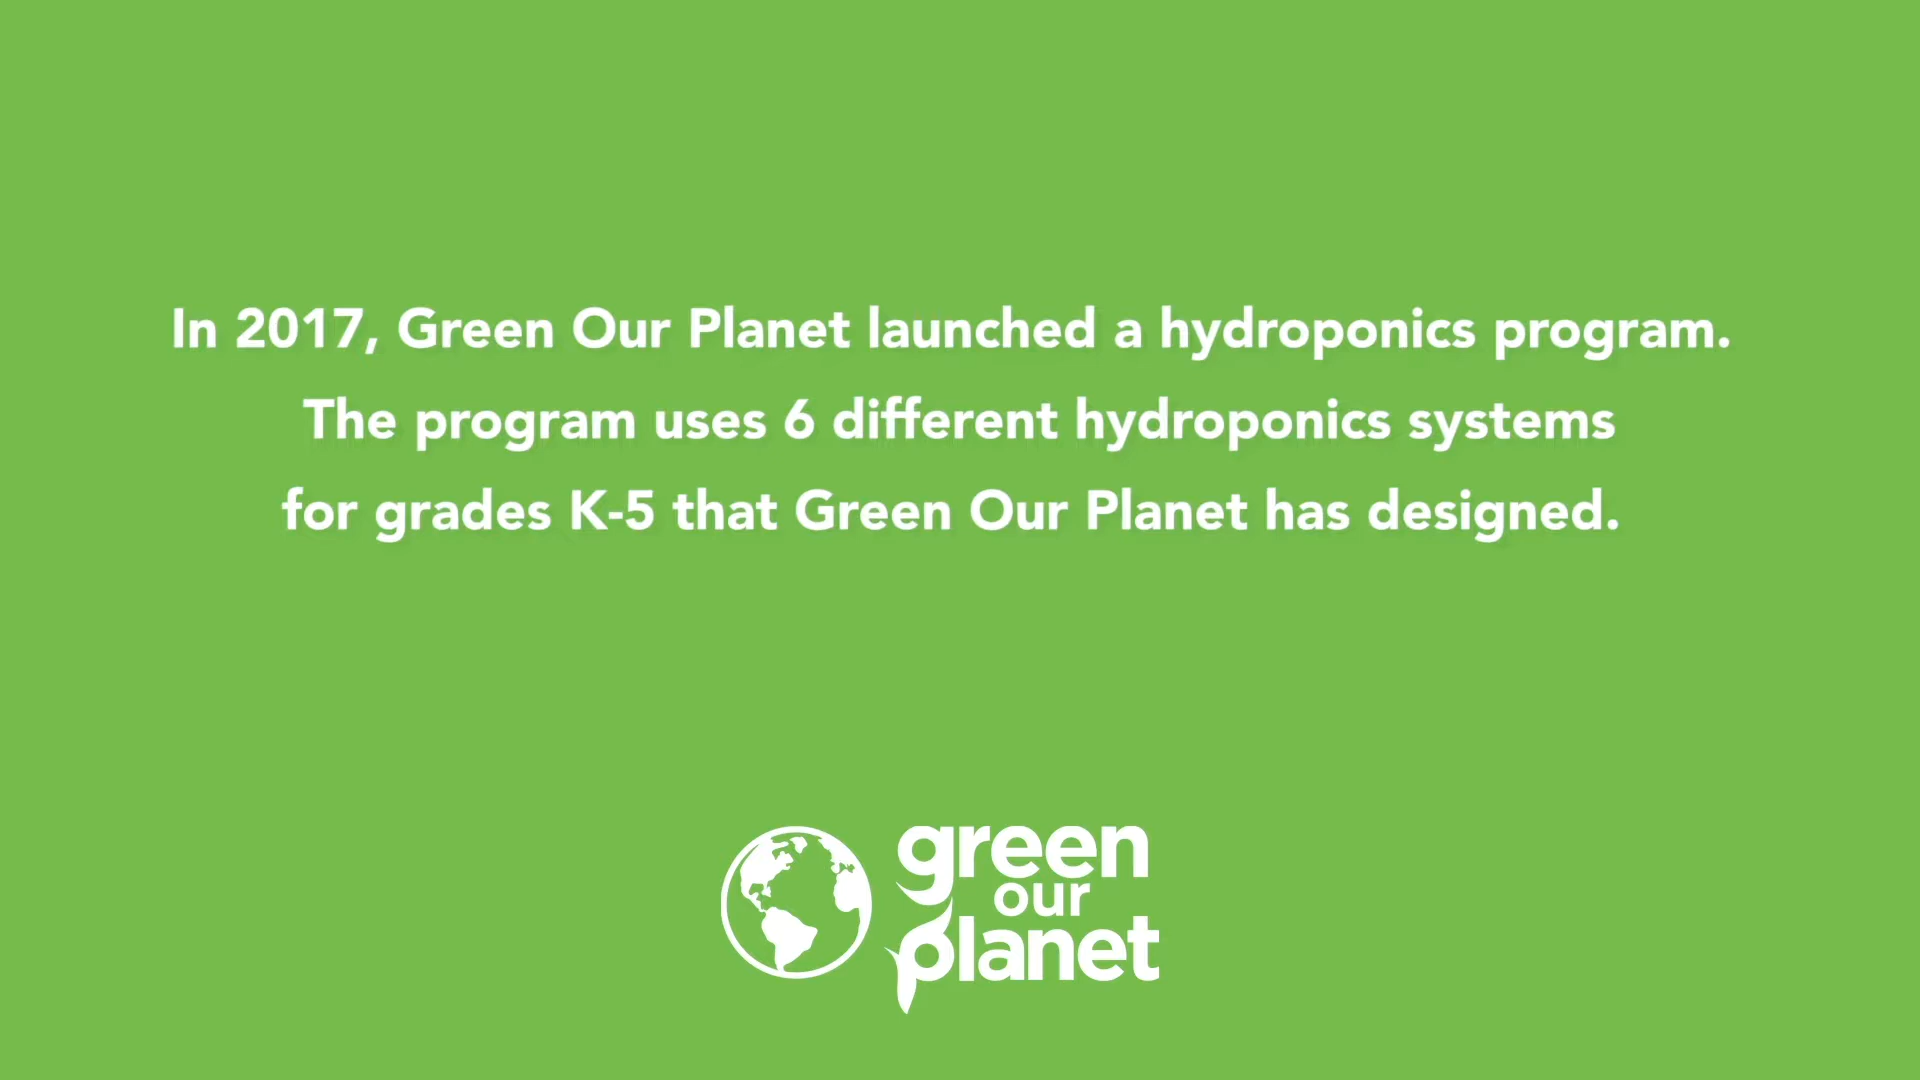 In 2017, Green Our Planet launched a hydroponics program.
The program uses 6 different hydroponics systems
for grades K-5 that Green Our Planet has designed.
green
our
planet